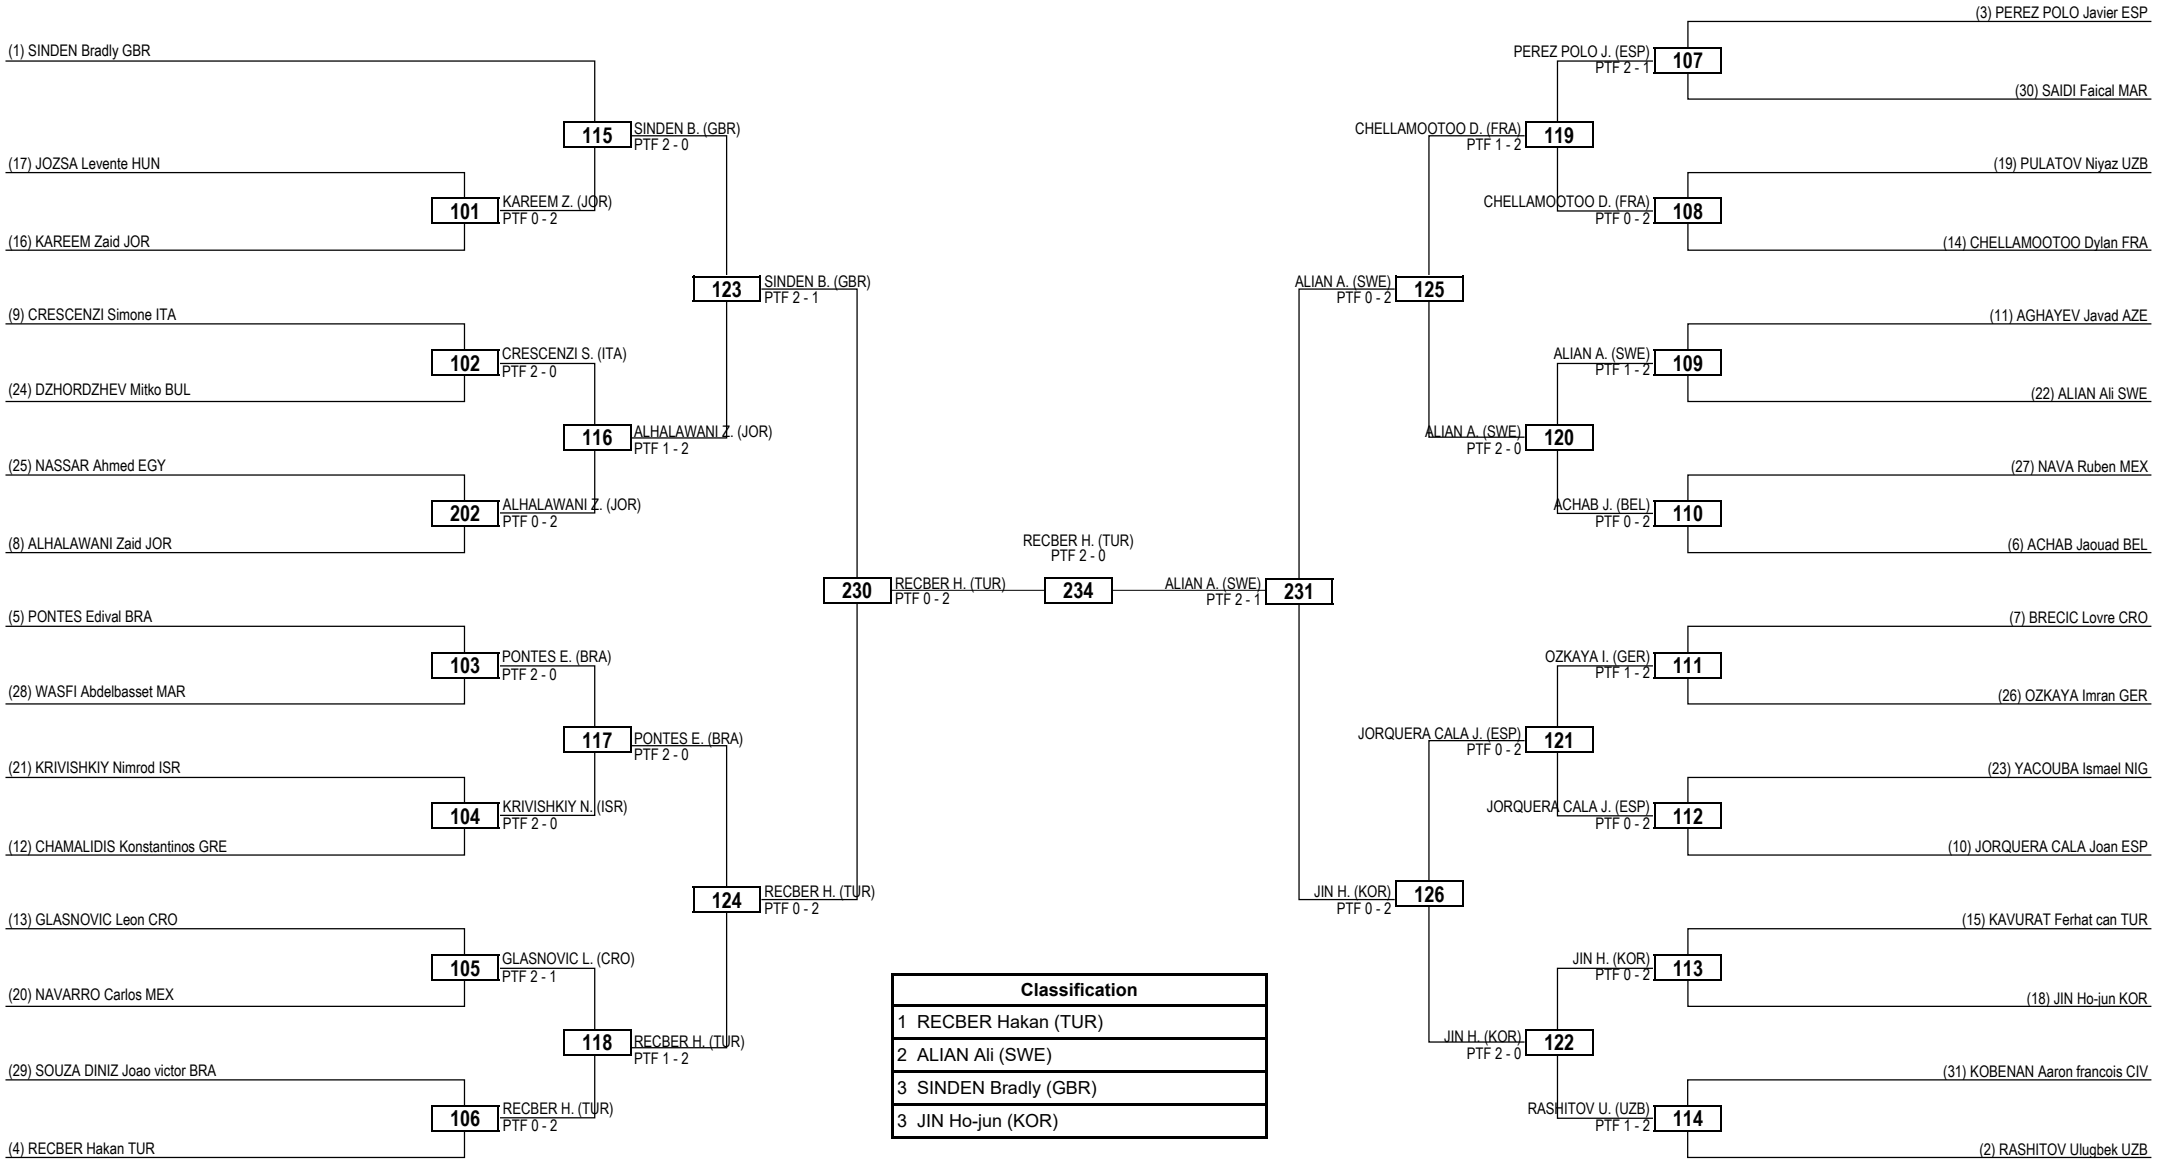 (1) SINDEN Bradly GBR
(17) JOZSA Levente HUN
(16) KAREEM Zaid JOR
(9) CRESCENZI Simone ITA
(24) DZHORDZHEV Mitko BUL
(25) NASSAR Ahmed EGY
(8) ALHALAWANI Zaid JOR
(5) PONTES Edival BRA
(28) WASFI Abdelbasset MAR
(21) KRIVISHKIY Nimrod ISR
(12) CHAMALIDIS Konstantinos GRE
(13) GLASNOVIC Leon CRO
(20) NAVARRO Carlos MEX
(29) SOUZA DINIZ Joao victor BRA
(4) RECBER Hakan TUR
101
KAREEM Z. (JOR)
PTF 0 - 2
102
CRESCENZI S. (ITA)
PTF 2 - 0
202
ALHALAWANI Z. (JOR)
PTF 0 - 2
103
PONTES E. (BRA)
PTF 2 - 0
104
KRIVISHKIY N. (ISR)
PTF 2 - 0
105
GLASNOVIC L. (CRO)
PTF 2 - 1
106
RECBER H. (TUR)
PTF 0 - 2
115
SINDEN B. (GBR)
PTF 2 - 0
116
ALHALAWANI Z. (JOR)
PTF 1 - 2
117
PONTES E. (BRA)
PTF 2 - 0
118
RECBER H. (TUR)
PTF 1 - 2
123
SINDEN B. (GBR)
PTF 2 - 1
124
RECBER H. (TUR)
PTF 0 - 2
230
RECBER H. (TUR)
PTF 0 - 2
RECBER H. (TUR)
PTF 2 - 0
234
ALIAN A. (SWE)
PTF 2 - 1
231
ALIAN A. (SWE)
PTF 0 - 2
125
JIN H. (KOR)
PTF 0 - 2
126
CHELLAMOOTOO D. (FRA)
PTF 1 - 2
119
ALIAN A. (SWE)
PTF 2 - 0
120
JORQUERA CALA J. (ESP)
PTF 0 - 2
121
JIN H. (KOR)
PTF 2 - 0
122
PEREZ POLO J. (ESP)
PTF 2 - 1
107
CHELLAMOOTOO D. (FRA)
PTF 0 - 2
108
ALIAN A. (SWE)
PTF 1 - 2
109
ACHAB J. (BEL)
PTF 0 - 2
110
OZKAYA I. (GER)
PTF 1 - 2
111
JORQUERA CALA J. (ESP)
PTF 0 - 2
112
JIN H. (KOR)
PTF 0 - 2
113
RASHITOV U. (UZB)
PTF 1 - 2
114
(3) PEREZ POLO Javier ESP
(30) SAIDI Faical MAR
(19) PULATOV Niyaz UZB
(14) CHELLAMOOTOO Dylan FRA
(11) AGHAYEV Javad AZE
(22) ALIAN Ali SWE
(27) NAVA Ruben MEX
(6) ACHAB Jaouad BEL
(7) BRECIC Lovre CRO
(26) OZKAYA Imran GER
(23) YACOUBA Ismael NIG
(10) JORQUERA CALA Joan ESP
(15) KAVURAT Ferhat can TUR
(18) JIN Ho-jun KOR
(31) KOBENAN Aaron francois CIV
(2) RASHITOV Ulugbek UZB
Classification
1 RECBER Hakan (TUR)
2 ALIAN Ali (SWE)
3 SINDEN Bradly (GBR)
3 JIN Ho-jun (KOR)